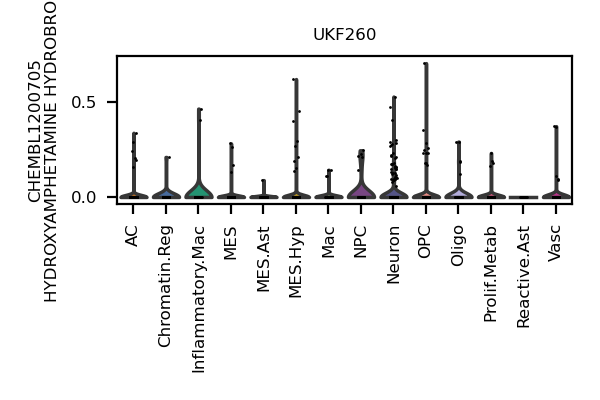 UKF260
CHEMBL1200705
HYDROXYAMPHETAMINE HYDROBRO
0.5
0.0
AC
Chromatin.Reg
Inflammatory.Mac
MES
MES.Ast
MES.Hyp
Mac
NPC
Neuron
OPC
Oligo
Prolif.Metab
Reactive.Ast
Vasc